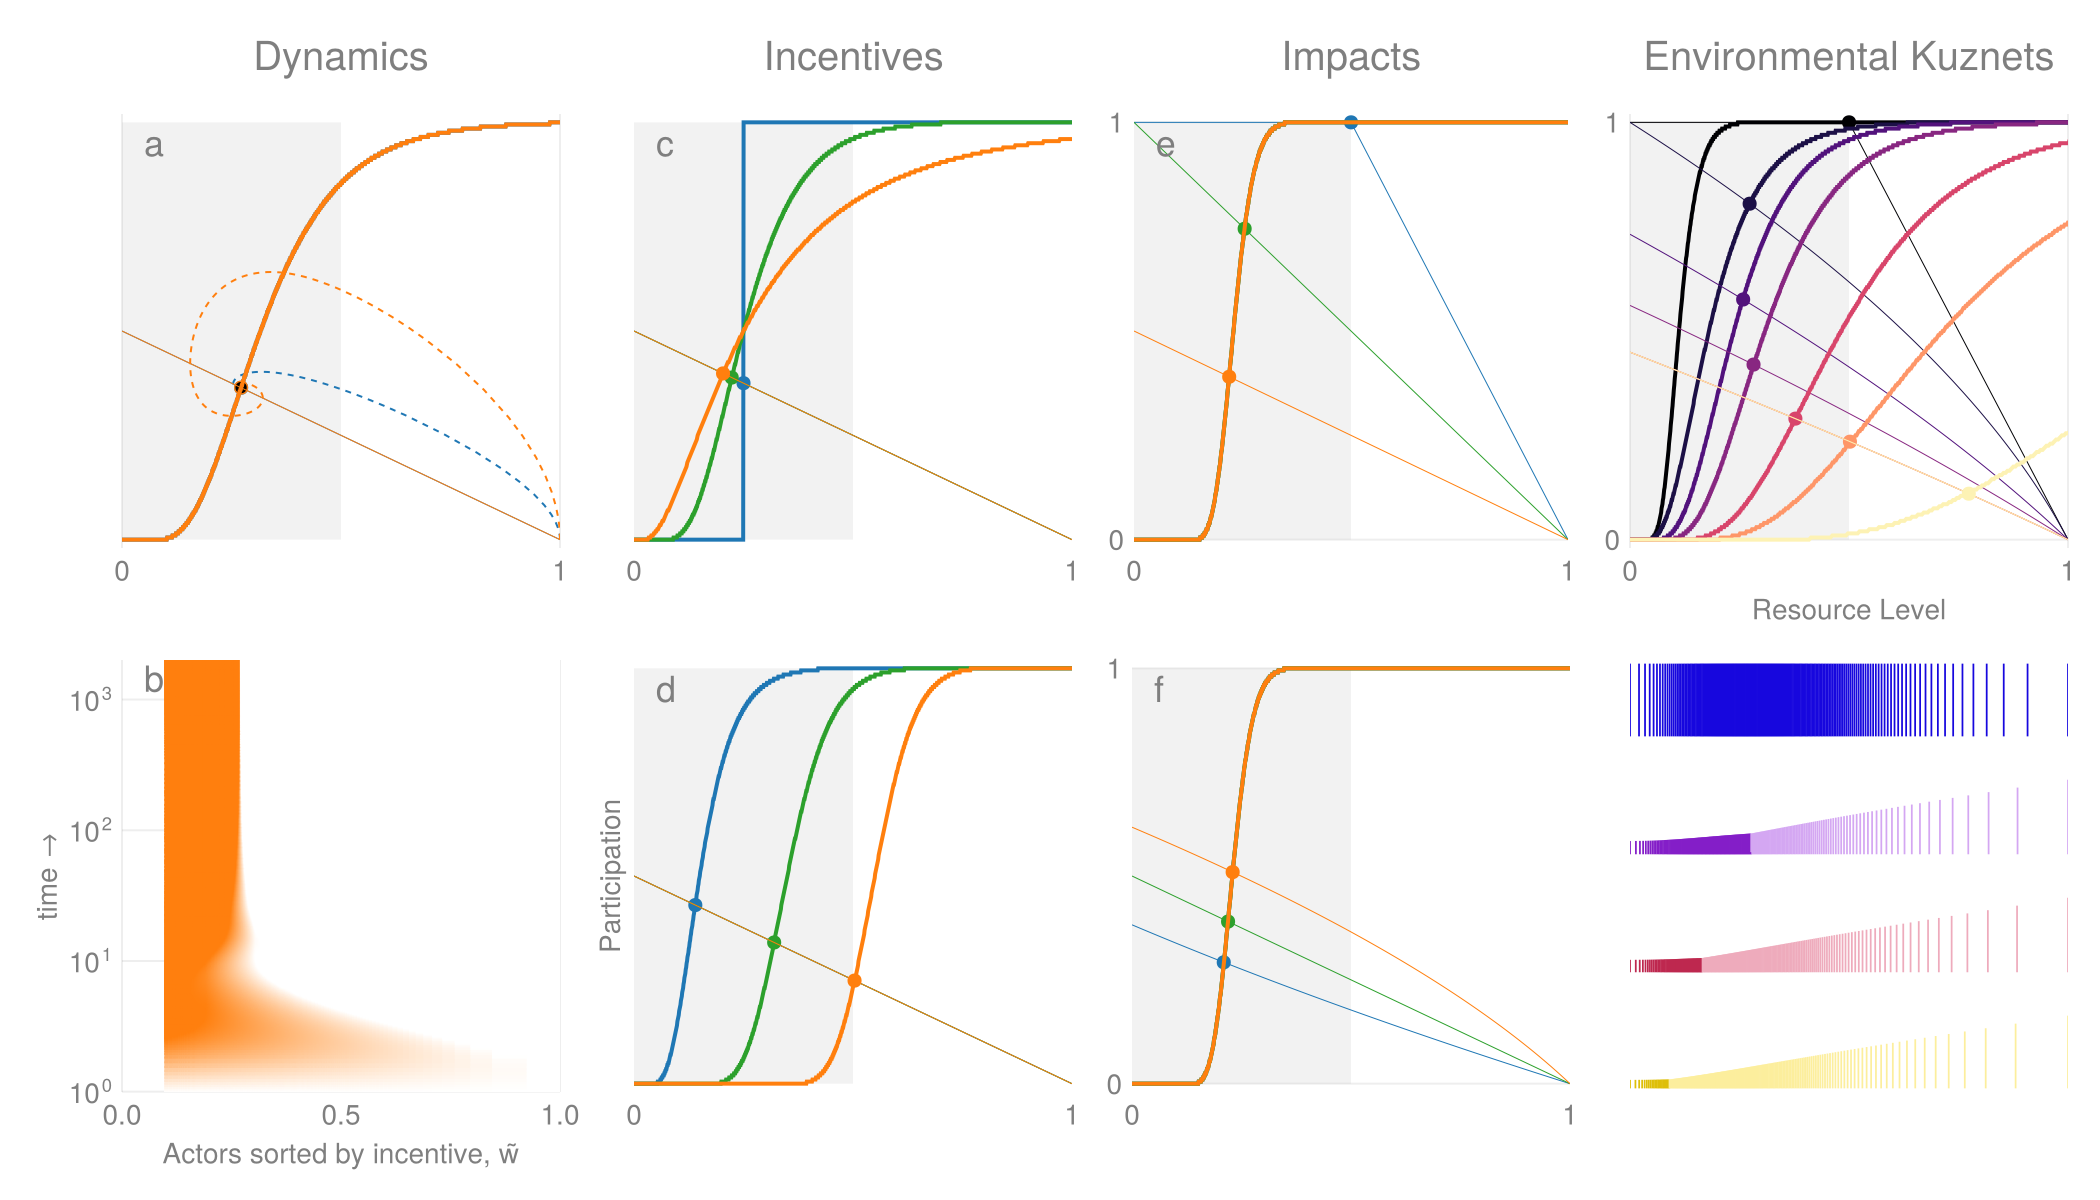 Dynamics
Incentives
Impacts
Environmental Kuznets
a
c
e
1
0
1
0
0 1
0 1
0 1
0 1
Resource Level
b
10³
10²
10¹
10⁰
time →
0.0 0.5 1.0
Actors sorted by incentive, w̃
d
Participation
0 1
f
1
0
0 1